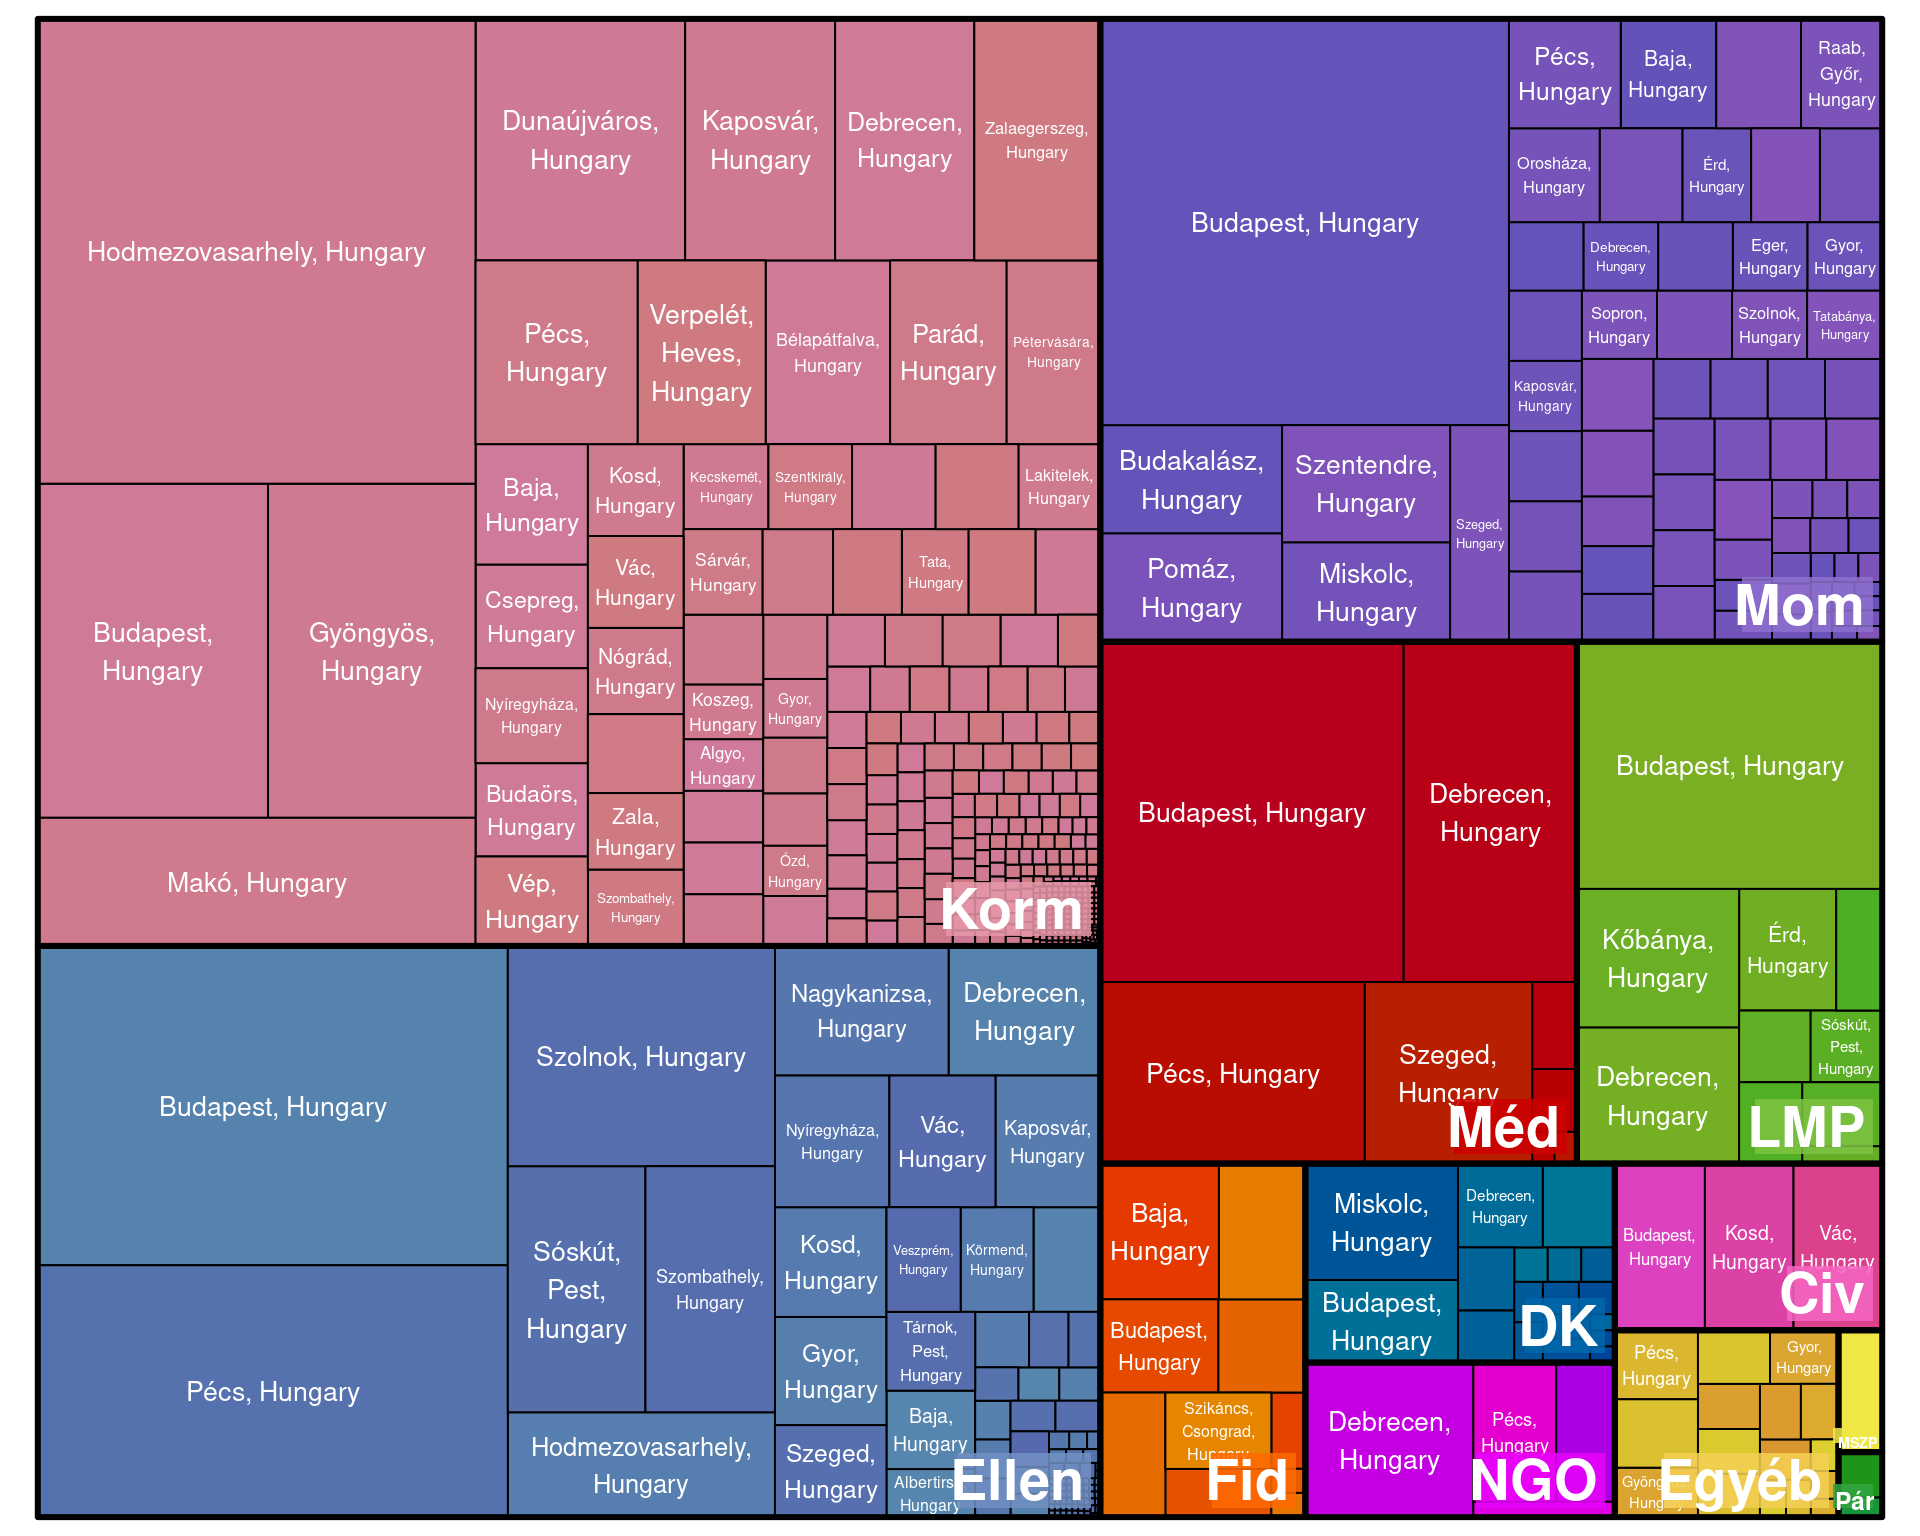 Hodmezovasarhely, Hungary
Budapest,
Hungary
Gyöngyös,
Hungary
Makó, Hungary
Dunaújváros,
Hungary
Kaposvár,
Hungary
Debrecen,
Hungary
Zalaegerszeg,
Hungary
Pécs,
Hungary
Verpelét,
Heves,
Hungary
Bélapátfalva,
Hungary
Parád,
Hungary
Pétervására,
Hungary
Baja,
Hungary
Csepreg,
Hungary
Nyíregyháza,
Hungary
Budaörs,
Hungary
Vép,
Hungary
Kosd,
Hungary
Vác,
Hungary
Nógrád,
Hungary
Zala,
Hungary
Szombathely,
Hungary
Kecskemét,
Hungary
Szentkirály,
Hungary
Lakitelek,
Hungary
Sárvár,
Hungary
Tata,
Hungary
Koszeg,
Hungary
Gyor,
Hungary
Algyo,
Hungary
Ózd,
Hungary
Korm
Budapest, Hungary
Budakalász,
Hungary
Pomáz,
Hungary
Szentendre,
Hungary
Miskolc,
Hungary
Szeged,
Hungary
Pécs,
Hungary
Baja,
Hungary
Raab,
Győr,
Hungary
Orosháza,
Hungary
Érd,
Hungary
Debrecen,
Hungary
Eger,
Hungary
Gyor,
Hungary
Sopron,
Hungary
Szolnok,
Hungary
Tatabánya,
Hungary
Kaposvár,
Hungary
Mom
Budapest, Hungary
Debrecen,
Hungary
Pécs, Hungary
Szeged,
Hungary
Méd
Budapest, Hungary
Kőbánya,
Hungary
Érd,
Hungary
Debrecen,
Hungary
Sóskút,
Pest,
Hungary
LMP
Budapest, Hungary
Pécs, Hungary
Szolnok, Hungary
Sóskút,
Pest,
Hungary
Szombathely,
Hungary
Hodmezovasarhely,
Hungary
Nagykanizsa,
Hungary
Debrecen,
Hungary
Nyíregyháza,
Hungary
Vác,
Hungary
Kaposvár,
Hungary
Kosd,
Hungary
Veszprém,
Hungary
Körmend,
Hungary
Gyor,
Hungary
Tárnok,
Pest,
Hungary
Baja,
Hungary
Szeged,
Hungary
Albertirs
Hungary
Ellen
Baja,
Hungary
Budapest,
Hungary
Szikáncs,
Csongrad,
Hungary
Fid
Miskolc,
Hungary
Debrecen,
Hungary
Budapest,
Hungary
DK
Debrecen,
Hungary
Pécs,
Hungary
NGO
Budapest,
Hungary
Kosd,
Hungary
Vác,
Hungary
Civ
Pécs,
Hungary
Gyor,
Hungary
Hungary
Egyéb
MSZP
Pár